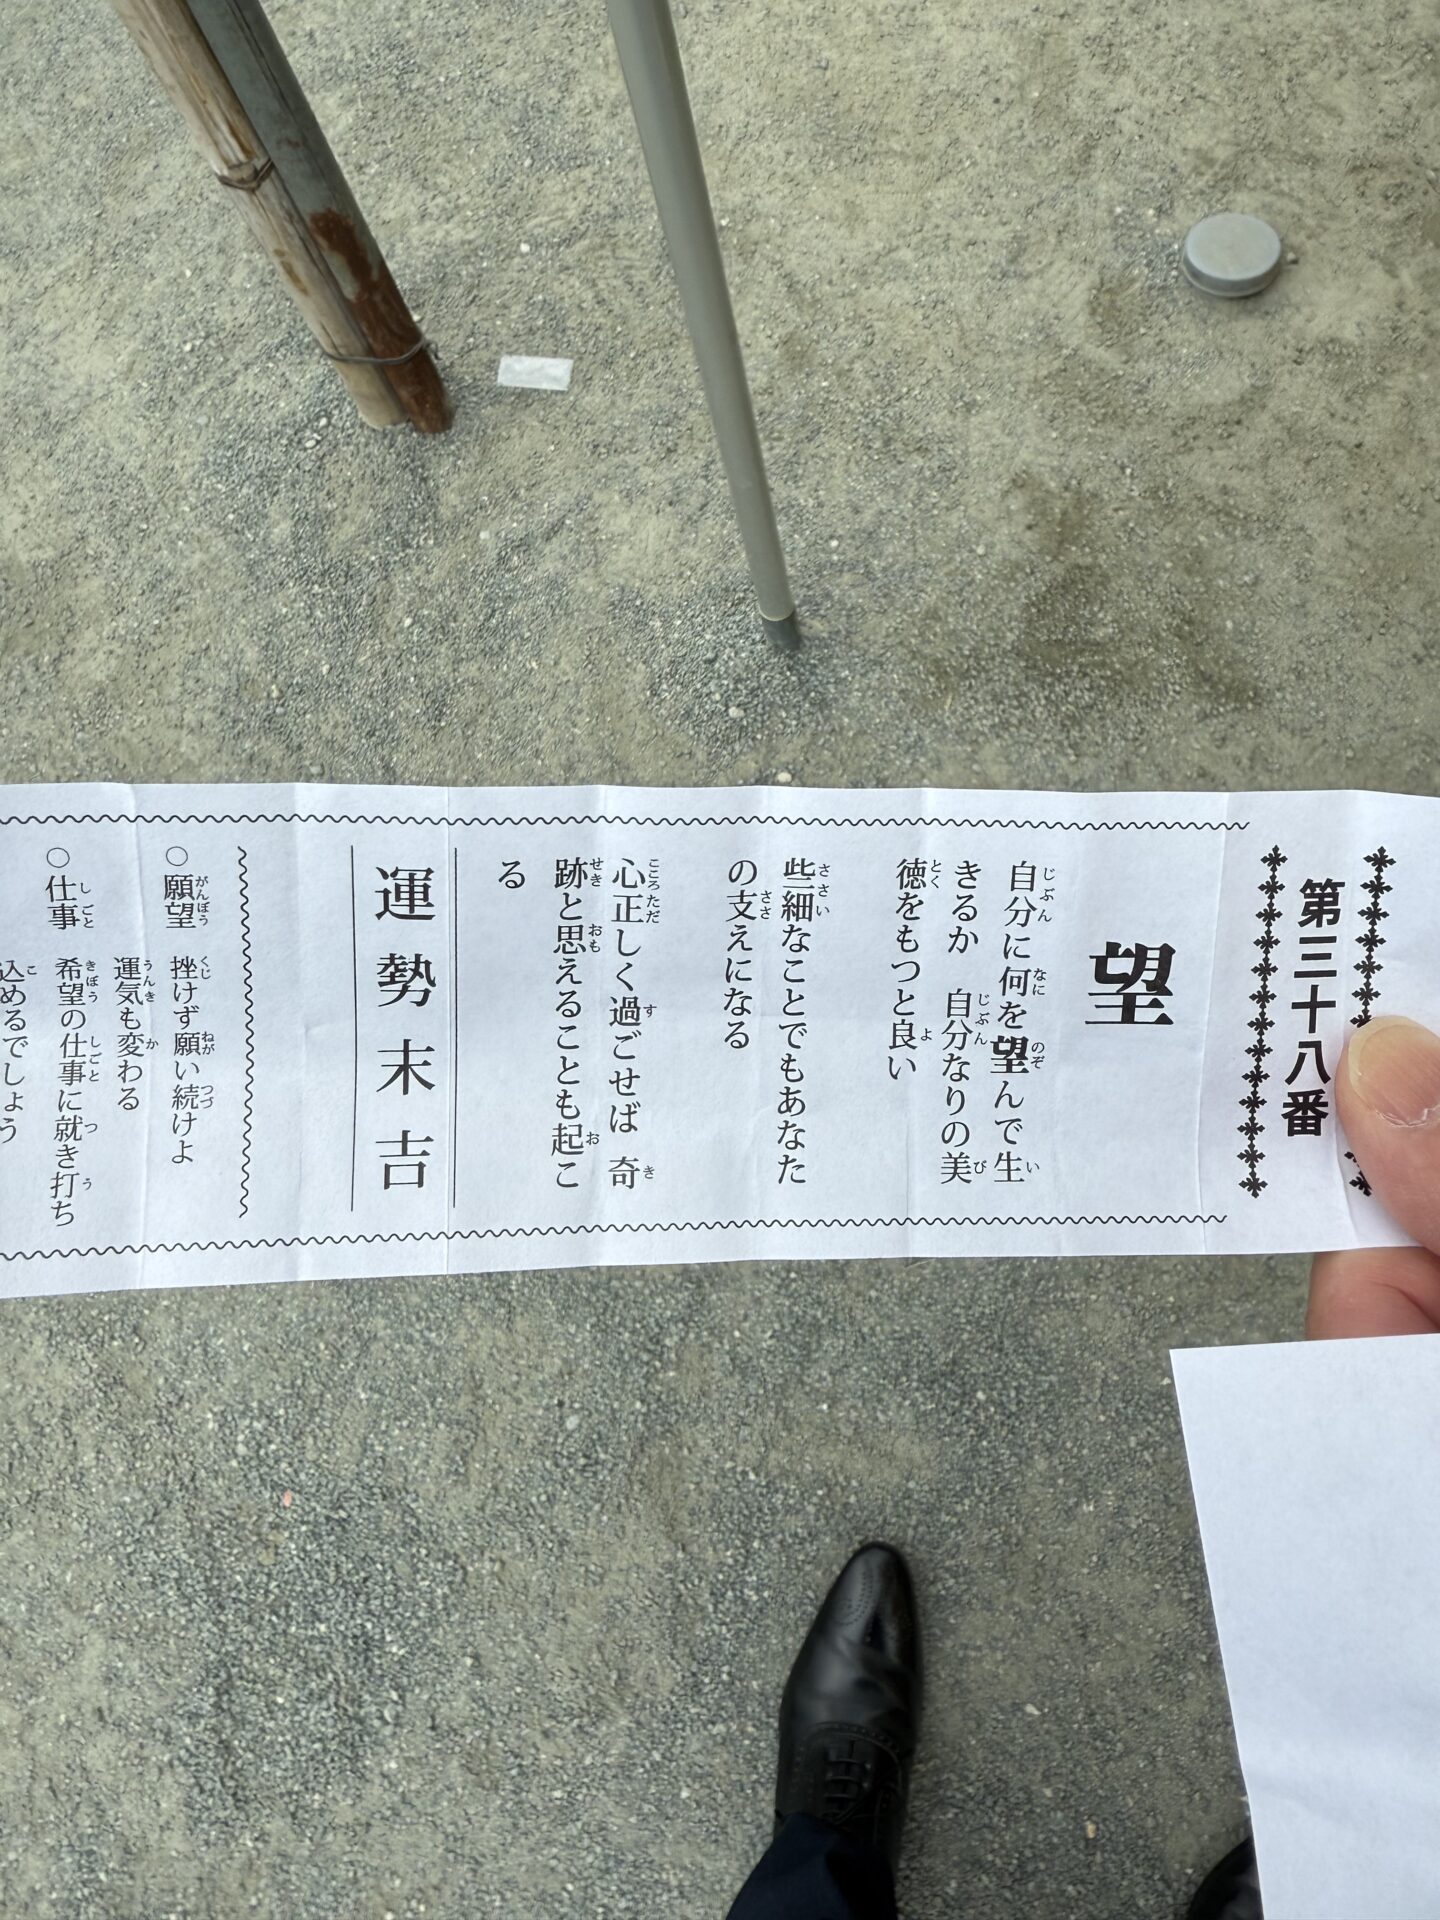 第三十八番
望
自分に何を望んで生
きるか　自分なりの美
徳をもつと良い
些細なことでもあなた
の支えになる
心正しく過ごせば　奇
跡と思えることも起こ
る
運勢末吉
○願望　挫けず願い続けよ
運気も変わる
○仕事　希望の仕事に就き打ち
込めるでしょう